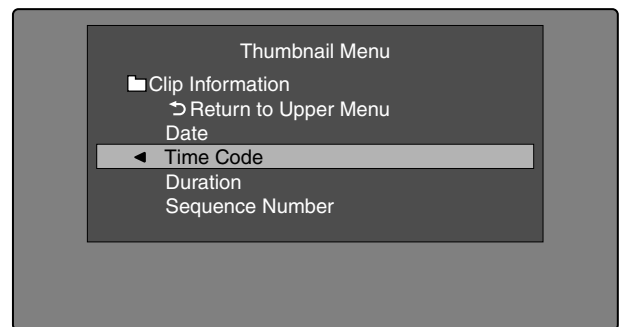 Thumbnail Menu
Clip Information
Return to Upper Menu
Date
Time Code
Duration
Sequence Number